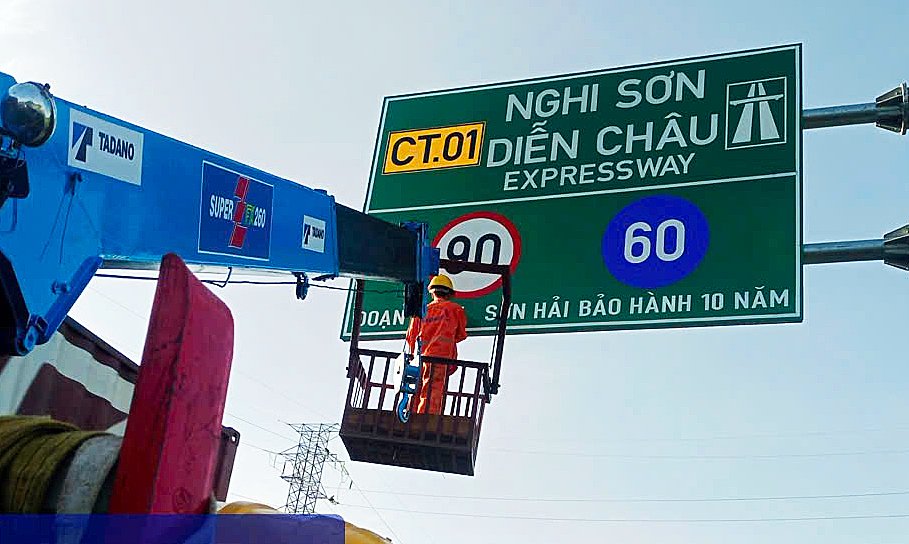 NGHI SƠN
CT.01 DIỄN CHÂU
EXPRESSWAY
90 60
ĐOẠN SƠN HẢI BẢO HÀNH 10 NĂM
TADANO
SUPER 260
TADANO